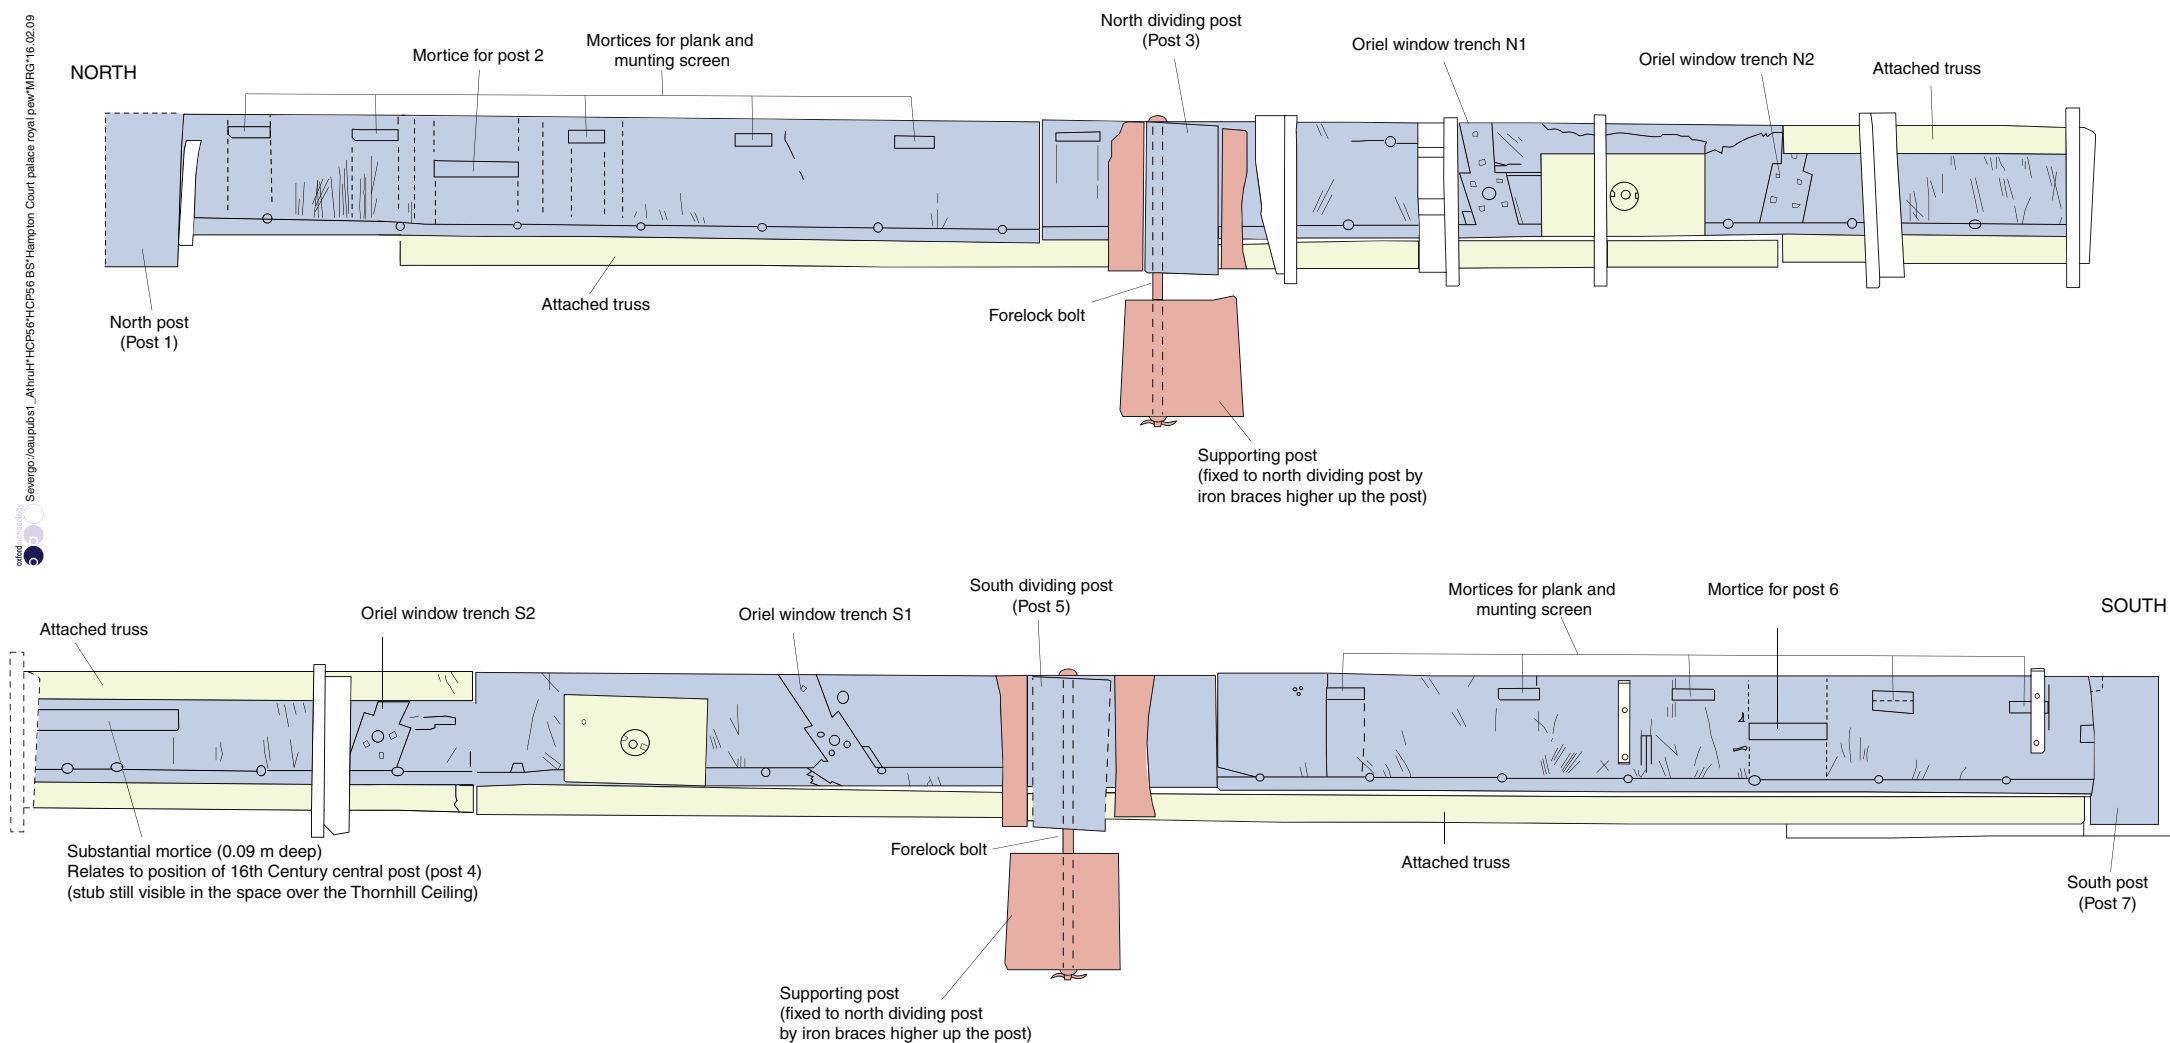 Severgo:/oaupubs1_AthruH*HCP56*HCP56 BS*Hampton Court palace royal pew*MRG*16.02.09
oxfordarchaeology
NORTH
Mortice for post 2
Mortices for plank and
munting screen
North dividing post
(Post 3)
Oriel window trench N1
Oriel window trench N2
Attached truss
North post
(Post 1)
Attached truss
Forelock bolt
Supporting post
(fixed to north dividing post by
iron braces higher up the post)
Attached truss
Oriel window trench S2
Oriel window trench S1
South dividing post
(Post 5)
Mortices for plank and
munting screen
Mortice for post 6
SOUTH
Substantial mortice (0.09 m deep)
Relates to position of 16th Century central post (post 4)
(stub still visible in the space over the Thornhill Ceiling)
Forelock bolt
Attached truss
South post
(Post 7)
Supporting post
(fixed to north dividing post
by iron braces higher up the post)